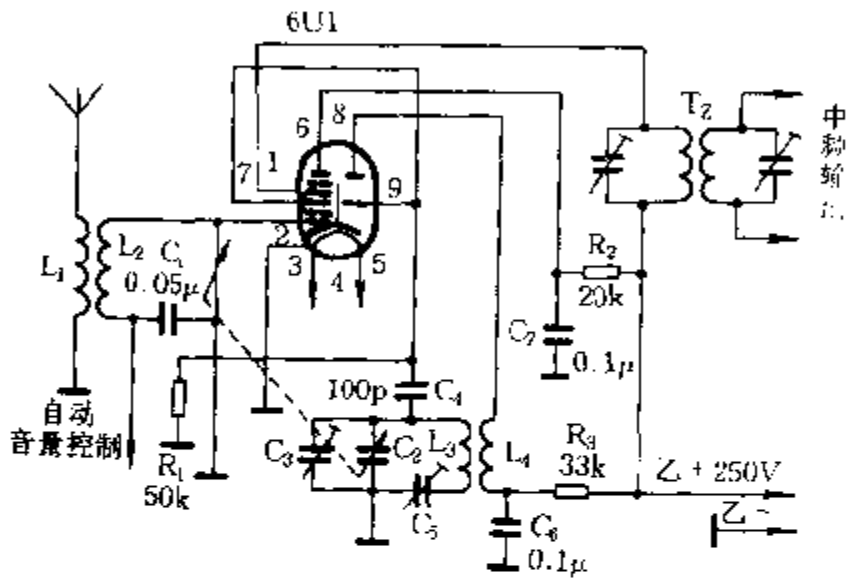 6U1
6
8
T₂
7
1
9
2
3
4
5
L₁
L₂
C₁
0.05μ
R₂
20k
C₇
0.1μ
100p
C₄
自动
音量控制
C₃
C₂
L₃
L₄
R₃
33k
R₁
50k
C₅
C₆
0.1μ
乙+250V
乙-
中
输